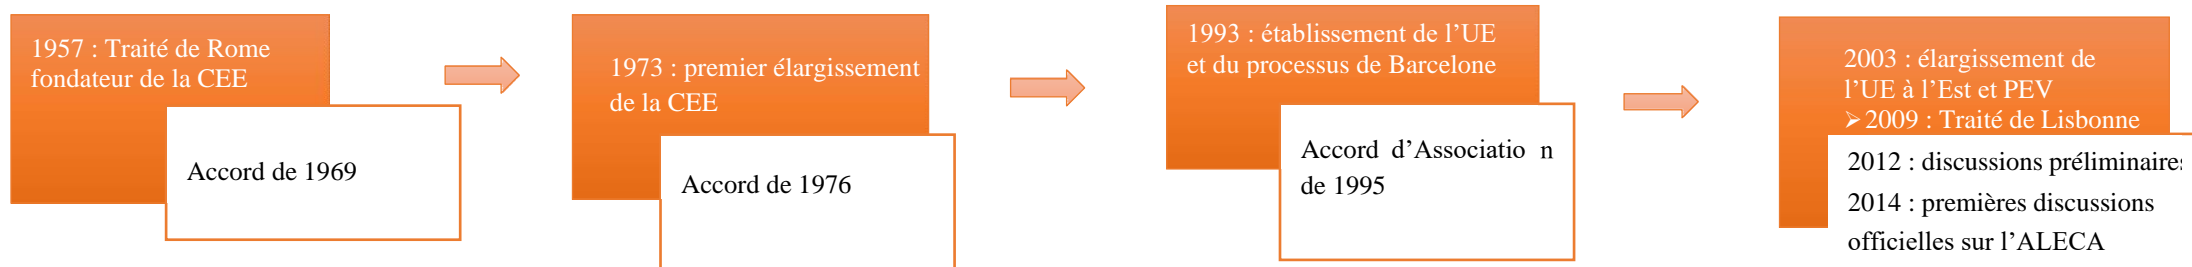 1957 : Traité de Rome
fondateur de la CEE
Accord de 1969
1973 : premier élargissement
de la CEE
Accord de 1976
1993 : établissement de l’UE
et du processus de Barcelone
Accord d’Associatio n
de 1995
2003 : élargissement de
l’UE à l’Est et PEV
➢ 2009 : Traité de Lisbonne
2012 : discussions préliminaires
2014 : premières discussions
officielles sur l’ALECA